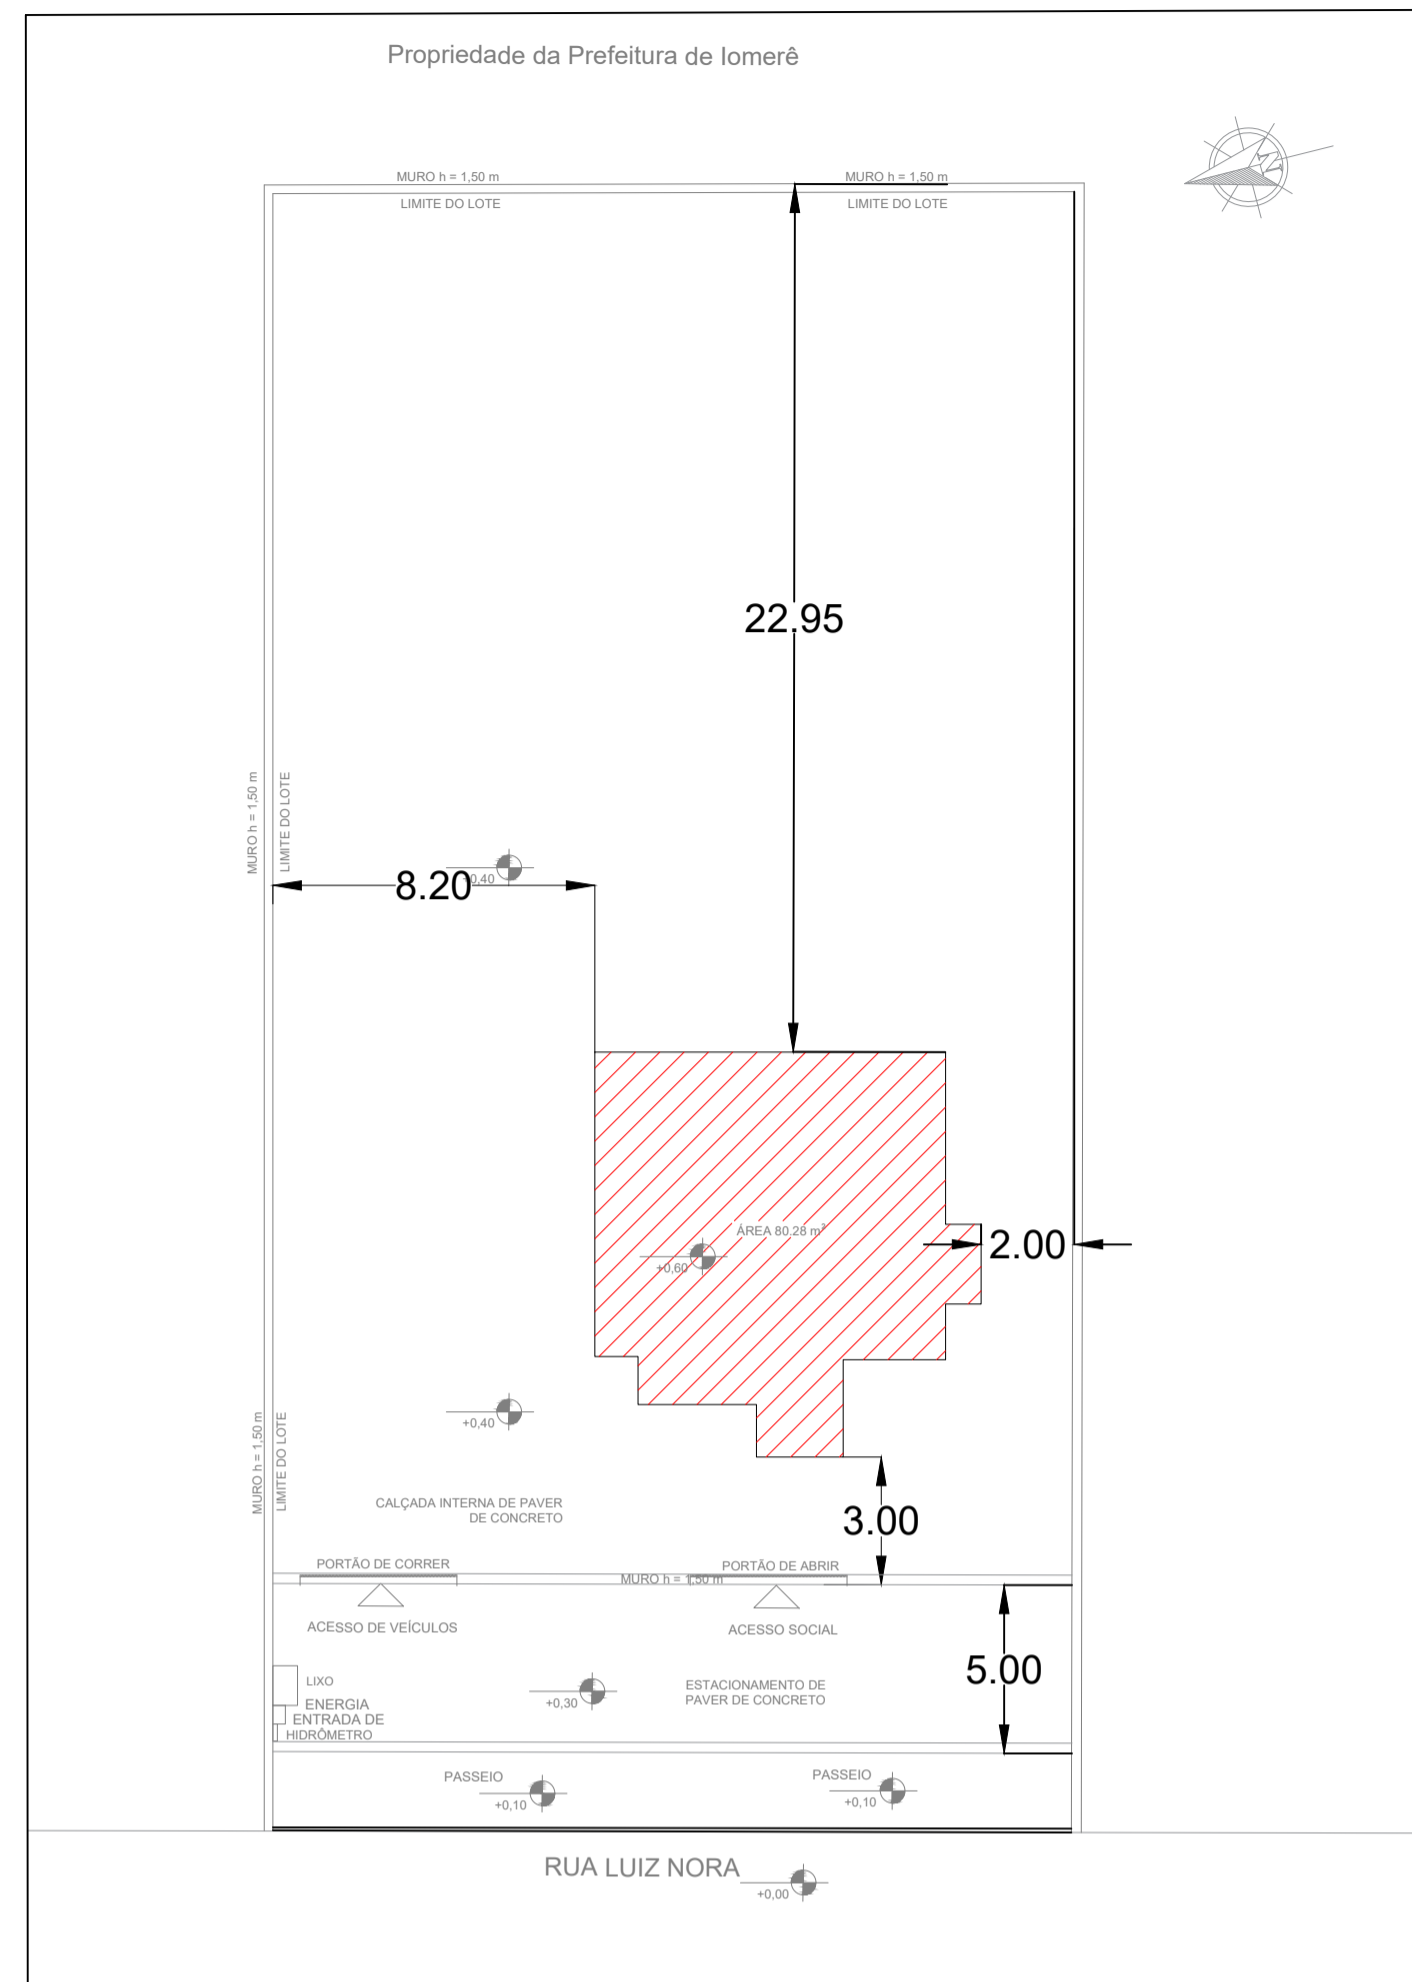 Propriedade da Prefeitura de Iomerê
N
MURO h = 1,50 m
MURO h = 1,50 m
LIMITE DO LOTE
LIMITE DO LOTE
22.95
MURO h = 1,50 m
LIMITE DO LOTE
8.20
+0,40
ÁREA 80.28 m²
+0,60
2.00
MURO h = 1,50 m
LIMITE DO LOTE
+0,40
CALÇADA INTERNA DE PAVER
DE CONCRETO
3.00
PORTÃO DE CORRER
PORTÃO DE ABRIR
MURO h = 1,50 m
ACESSO DE VEÍCULOS
ACESSO SOCIAL
5.00
LIXO
ENERGIA
ENTRADA DE
HIDRÔMETRO
+0,30
ESTACIONAMENTO DE
PAVER DE CONCRETO
PASSEIO
+0,10
PASSEIO
+0,10
RUA LUIZ NORA
+0,00